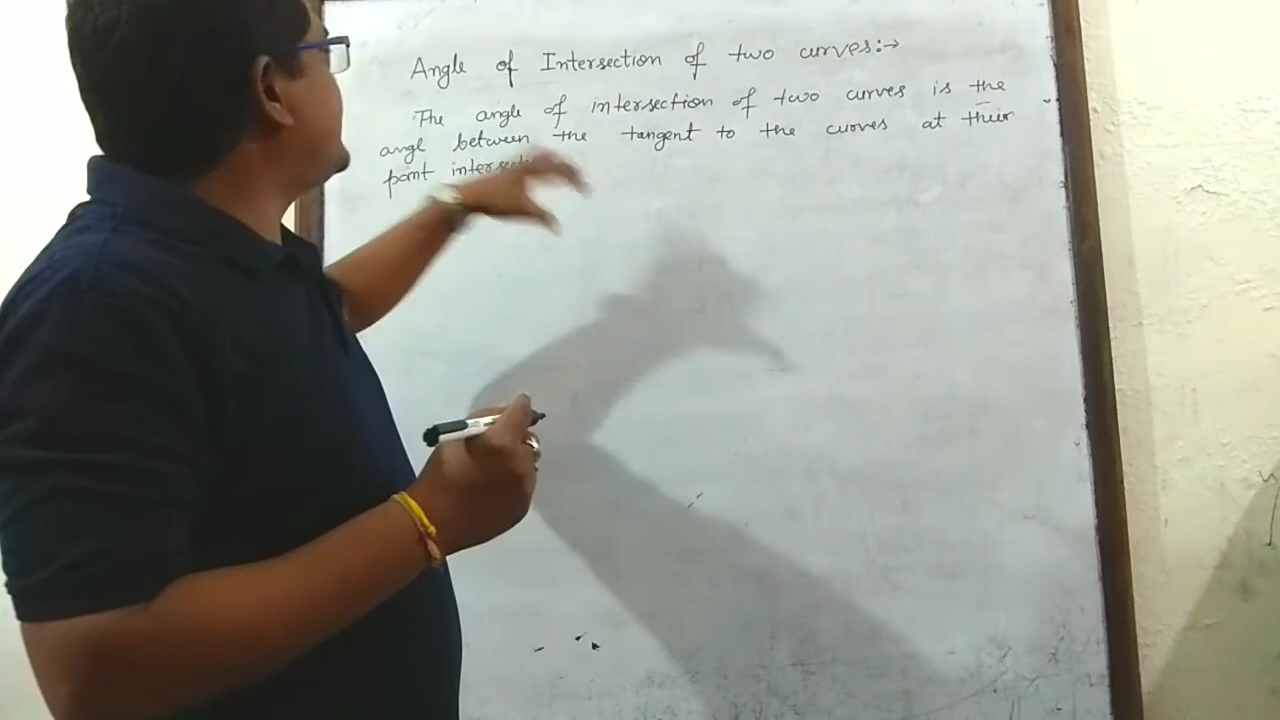 Angle of Intersection of two curves:→
The angle of intersection of two curves is the
angl between the tangent to the curves at their
point